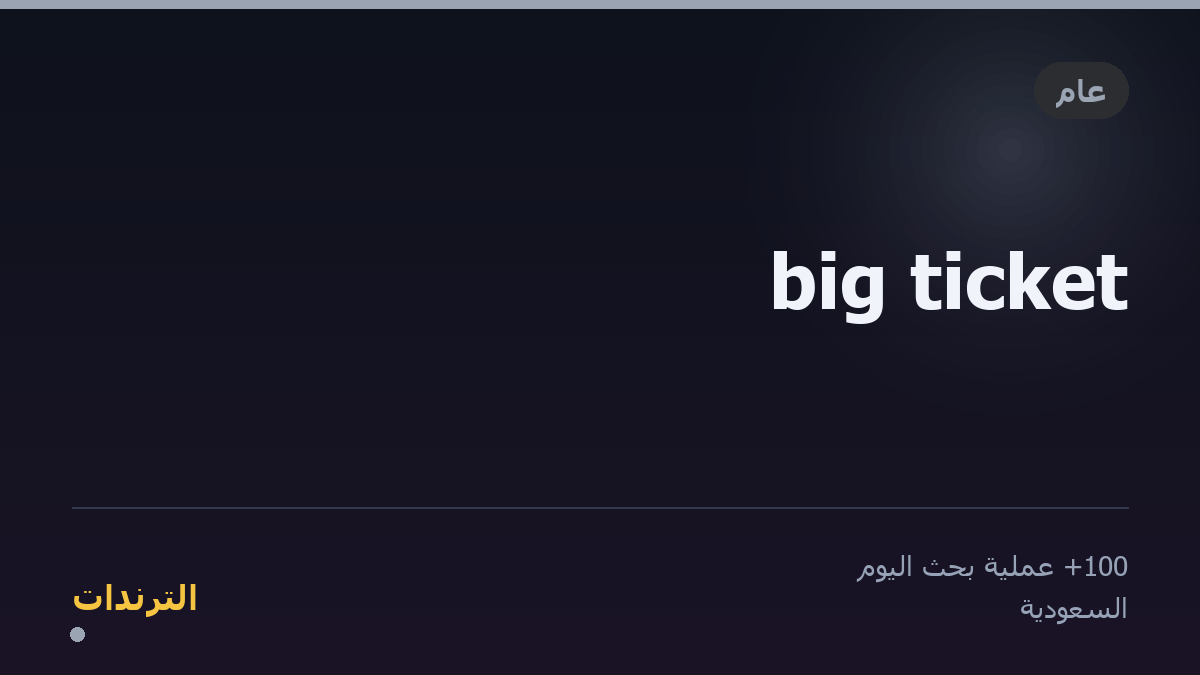 عام
big ticket
+100 عملية بحث اليوم
السعودية
الترندات